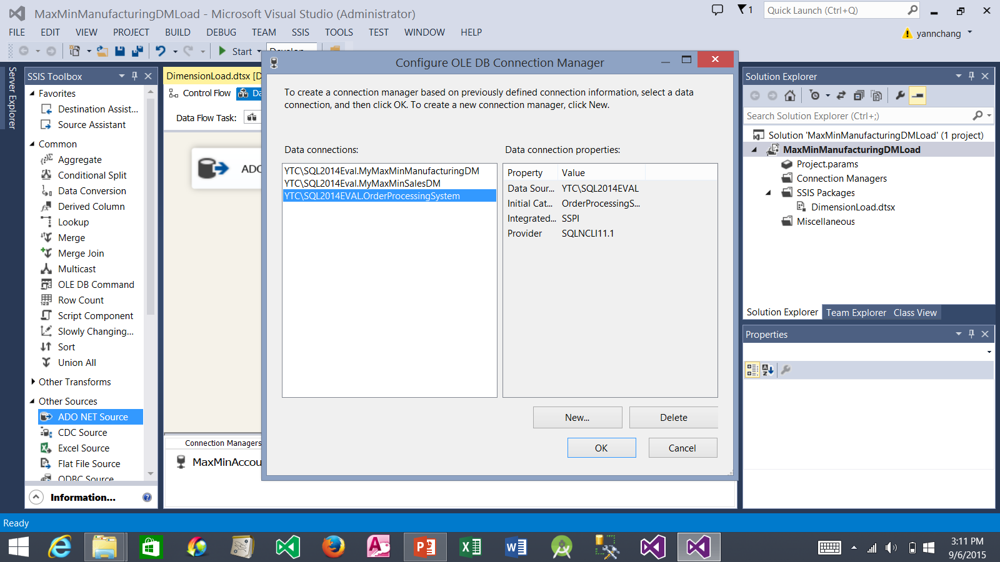 MaxMinManufacturingDMLoad - Microsoft Visual Studio (Administrator)
1
Quick Launch (Ctrl+Q)
FILE EDIT VIEW PROJECT BUILD DEBUG TEAM SSIS TOOLS TEST WINDOW HELP
yannchang
Start
Server Explorer
SSIS Toolbox
Favorites
Destination Assist...
Source Assistant
Common
Aggregate
Conditional Split
Data Conversion
Derived Column
Lookup
Merge
Merge Join
Multicast
OLE DB Command
Row Count
Script Component
Slowly Changing...
Sort
Union All
Other Transforms
Other Sources
ADO NET Source
CDC Source
Excel Source
Flat File Source
ODBC Source
Information...
DimensionLoad.dtsx [D
Control Flow
Da
Data Flow Task:
ADO
Connection Managers
MaxMinAccou
Configure OLE DB Connection Manager
To create a connection manager based on previously defined connection information, select a data
connection, and then click OK. To create a new connection manager, click New.
Data connections:
YTC\SQL2014Eval.MyMaxMinManufacturingDM
YTC\SQL2014Eval.MyMaxMinSalesDM
YTC\SQL2014EVAL.OrderProcessingSystem
Data connection properties:
Property Value
Data Sour... YTC\SQL2014EVAL
Initial Cat... OrderProcessingS...
Integrated... SSPI
Provider SQLNCLI11.1
New...
Delete
OK
Cancel
Solution Explorer
Search Solution Explorer (Ctrl+;)
Solution 'MaxMinManufacturingDMLoad' (1 project)
MaxMinManufacturingDMLoad
Project.params
Connection Managers
SSIS Packages
DimensionLoad.dtsx
Miscellaneous
Solution Explorer Team Explorer Class View
Properties
Ready
3:11 PM
9/6/2015